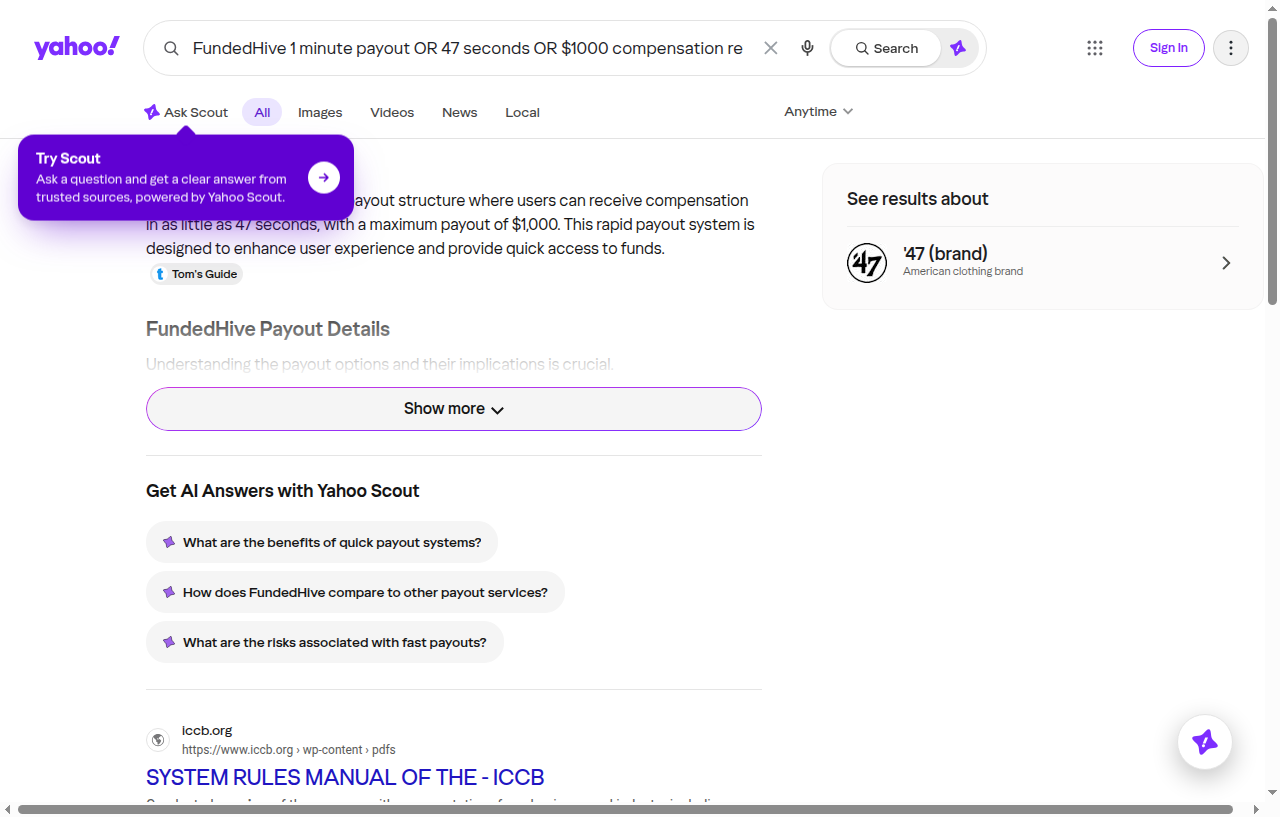 yahoo!
FundedHive 1 minute payout OR 47 seconds OR $1000 compensation re
Search
Sign In
Ask Scout
All
Images
Videos
News
Local
Anytime
Try Scout
Ask a question and get a clear answer from
trusted sources, powered by Yahoo Scout.
ayout structure where users can receive compensation
in as little as 47 seconds, with a maximum payout of $1,000. This rapid payout system is
designed to enhance user experience and provide quick access to funds.
Tom's Guide
FundedHive Payout Details
Understanding the payout options and their implications is crucial.
Show more
Get AI Answers with Yahoo Scout
What are the benefits of quick payout systems?
How does FundedHive compare to other payout services?
What are the risks associated with fast payouts?
iccb.org
https://www.iccb.org › wp-content › pdfs
SYSTEM RULES MANUAL OF THE - ICCB
See results about
47
'47 (brand)
American clothing brand